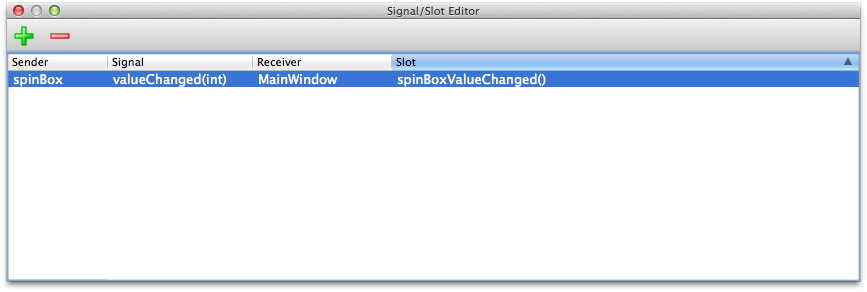 Signal/Slot Editor
Sender Signal Receiver Slot
spinBox valueChanged(int) MainWindow spinBoxValueChanged()